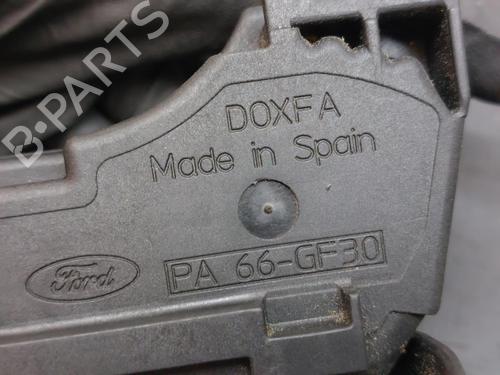 B-PARTS
DOXFA
Made in Spain
Ford
PA 66-GF30